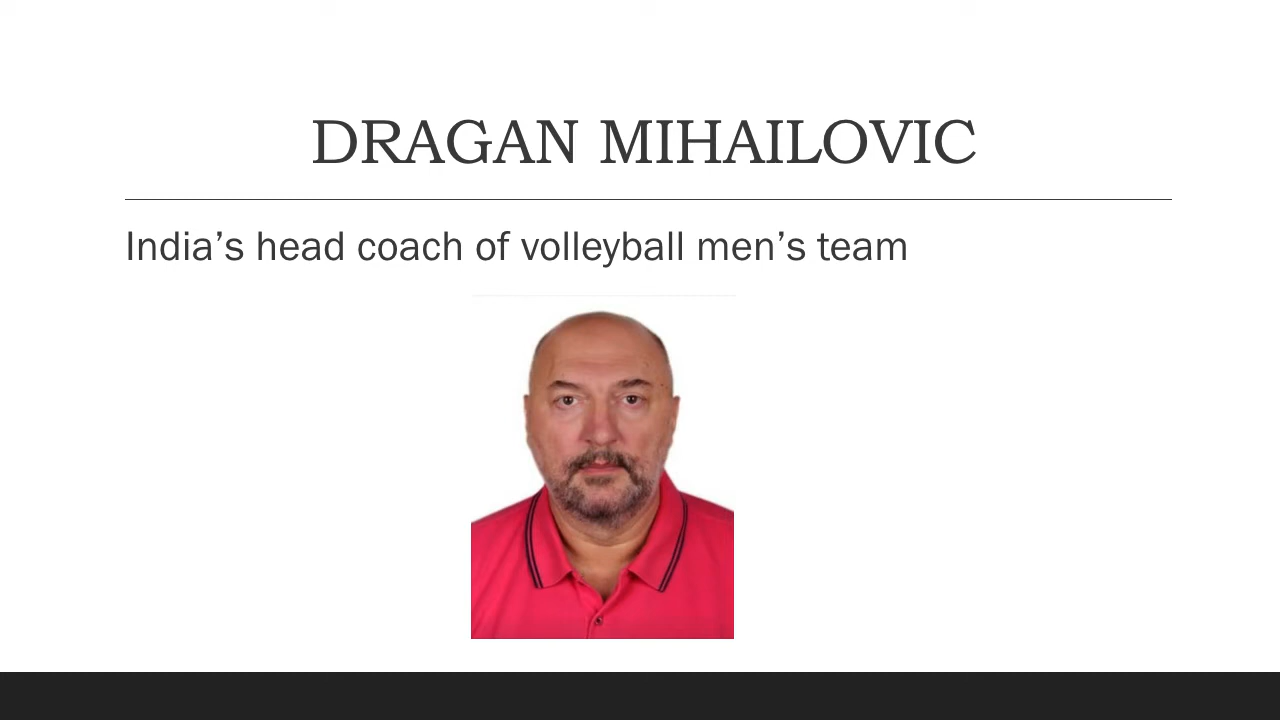 DRAGAN MIHAILOVIC
India’s head coach of volleyball men’s team